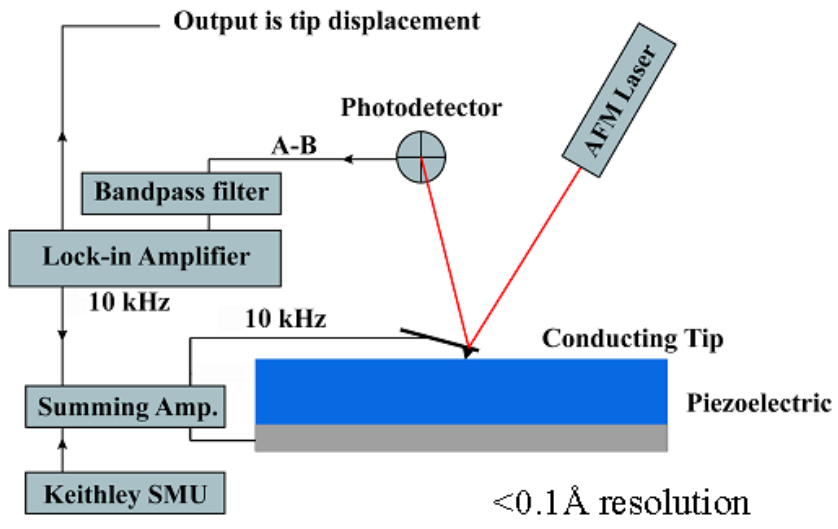 Output is tip displacement
AFM Laser
Photodetector
A-B
Bandpass filter
Lock-in Amplifier
10 kHz
10 kHz
Conducting Tip
Summing Amp.
Piezoelectric
Keithley SMU
<0.1Å resolution